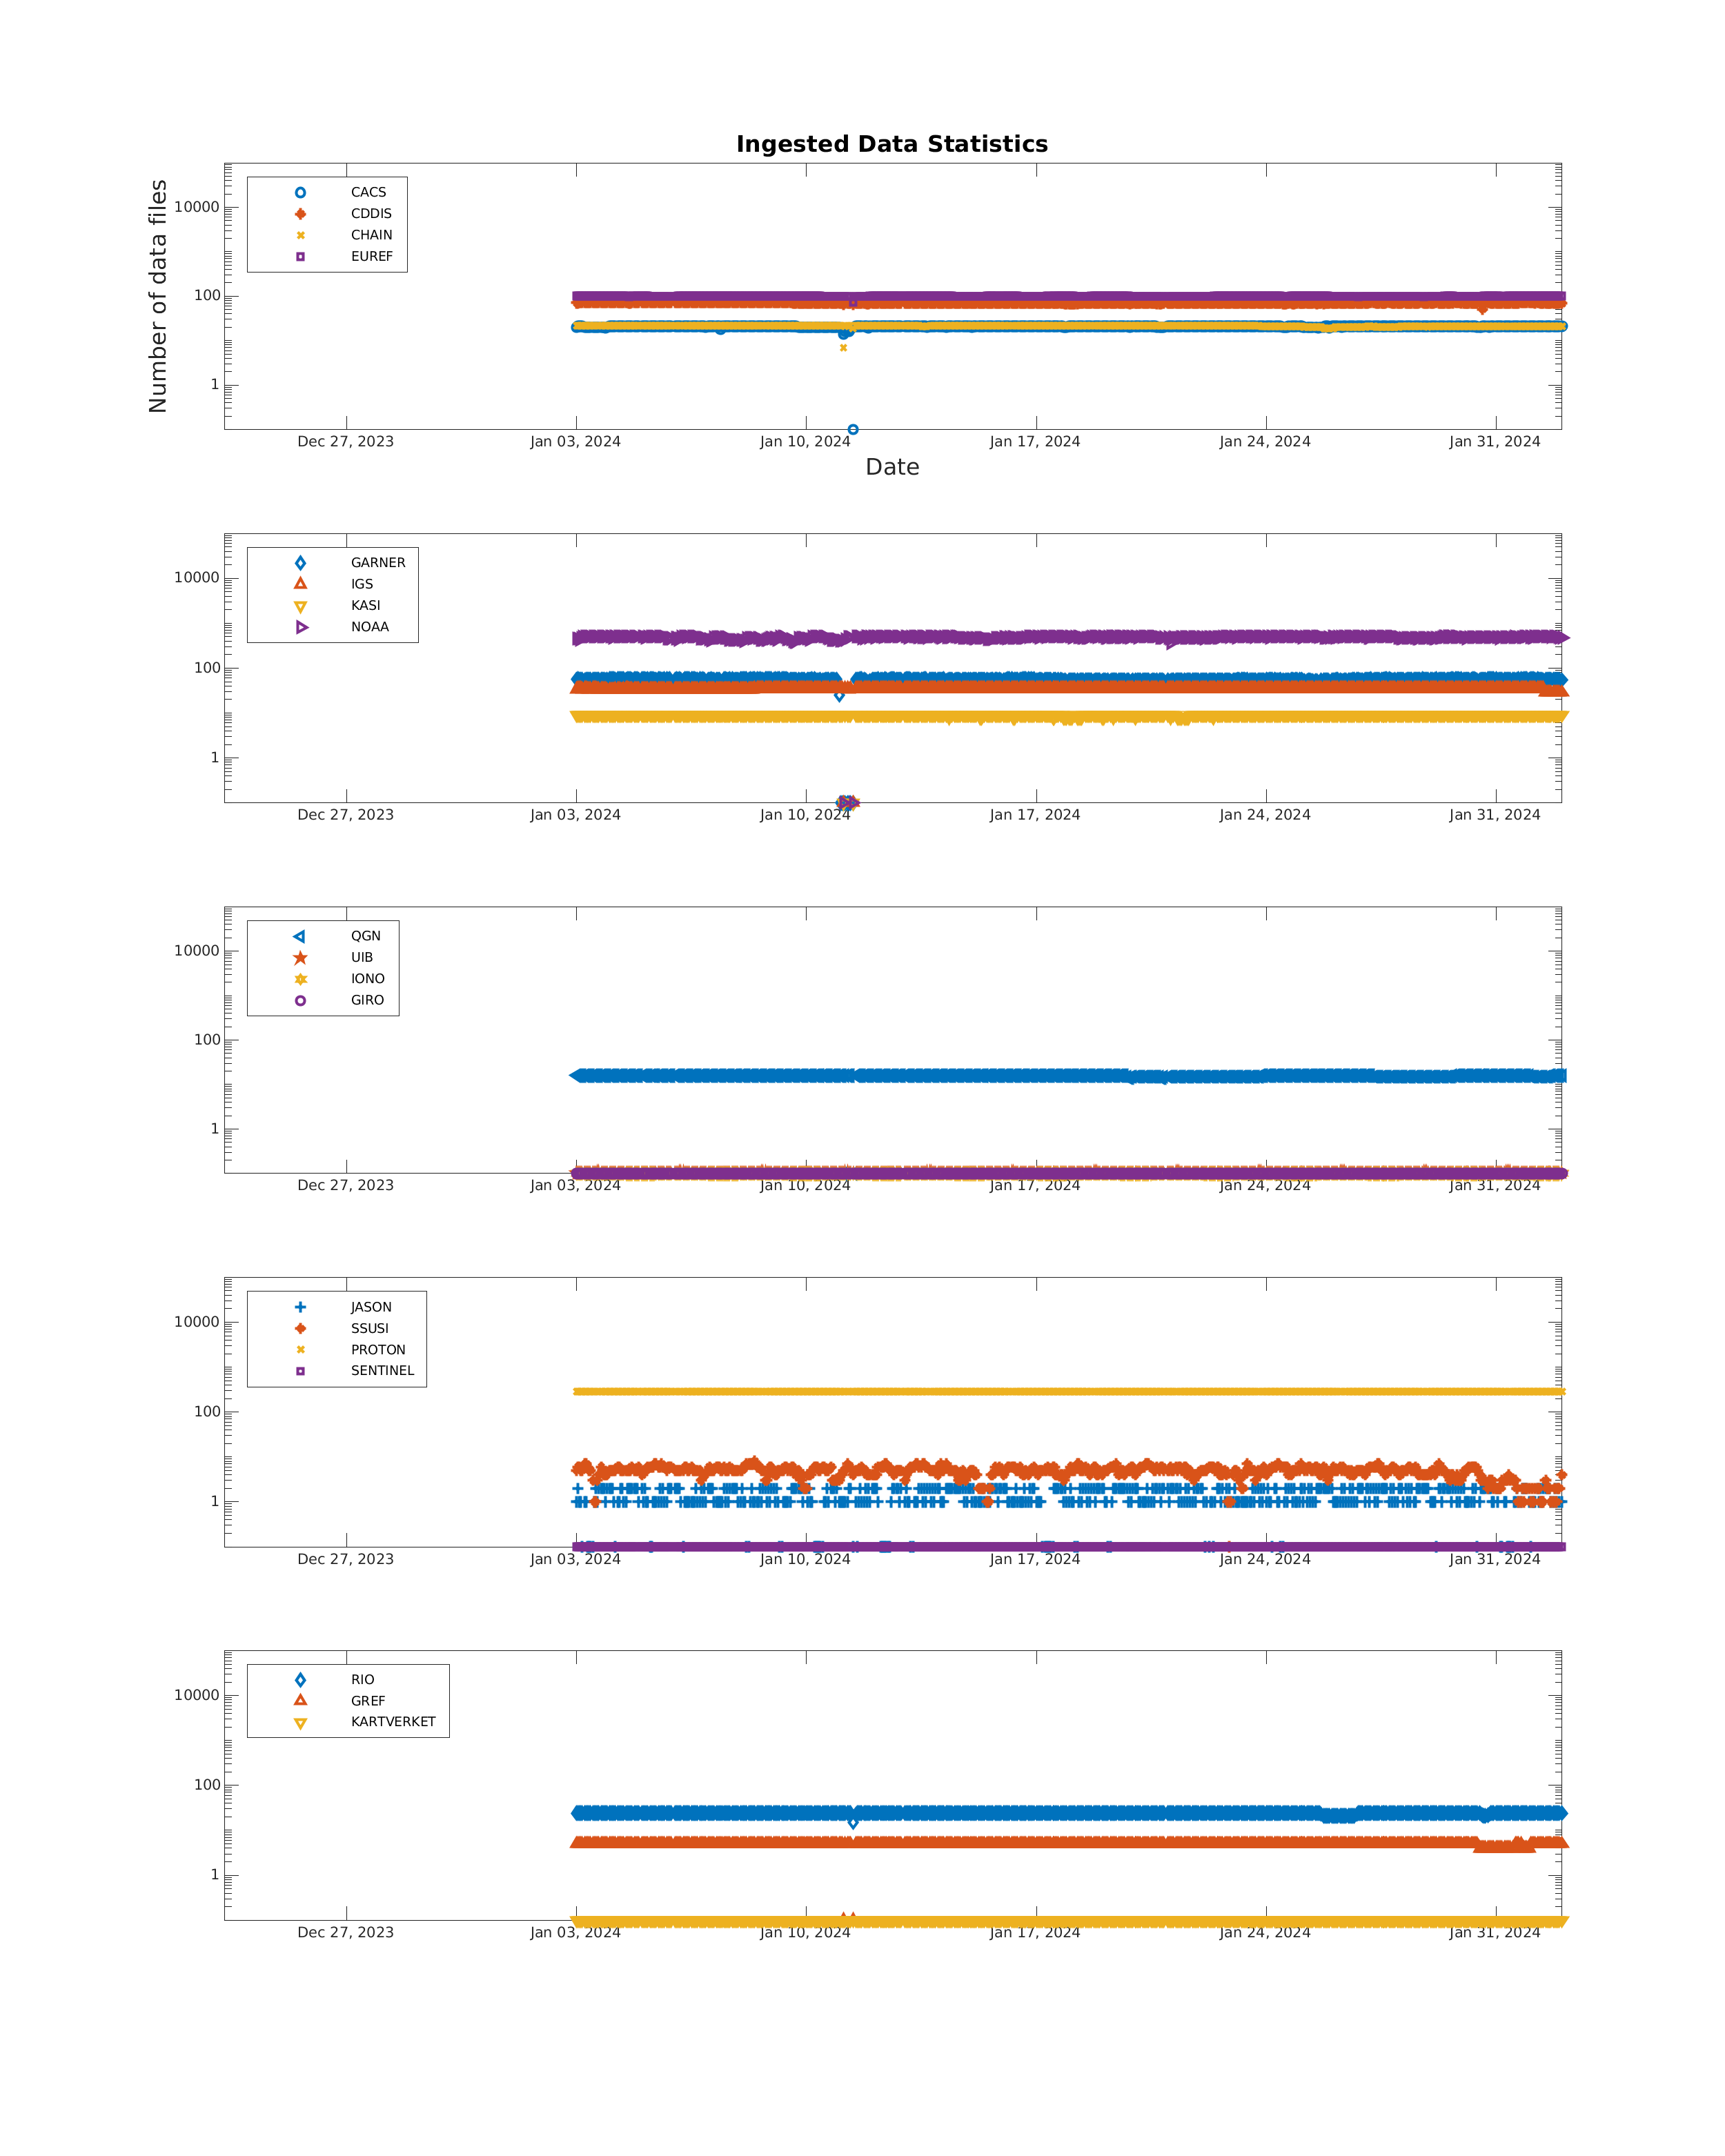 Ingested Data Statistics
Number of data files
10000
100
1
CACS
CDDIS
CHAIN
EUREF
Dec 27, 2023 Jan 03, 2024 Jan 10, 2024 Jan 17, 2024 Jan 24, 2024 Jan 31, 2024
Date
10000
100
1
GARNER
IGS
KASI
NOAA
Dec 27, 2023 Jan 03, 2024 Jan 10, 2024 Jan 17, 2024 Jan 24, 2024 Jan 31, 2024
10000
100
1
QGN
UIB
IONO
GIRO
Dec 27, 2023 Jan 03, 2024 Jan 10, 2024 Jan 17, 2024 Jan 24, 2024 Jan 31, 2024
10000
100
1
JASON
SSUSI
PROTON
SENTINEL
Dec 27, 2023 Jan 03, 2024 Jan 10, 2024 Jan 17, 2024 Jan 24, 2024 Jan 31, 2024
10000
100
1
RIO
GREF
KARTVERKET
Dec 27, 2023 Jan 03, 2024 Jan 10, 2024 Jan 17, 2024 Jan 24, 2024 Jan 31, 2024